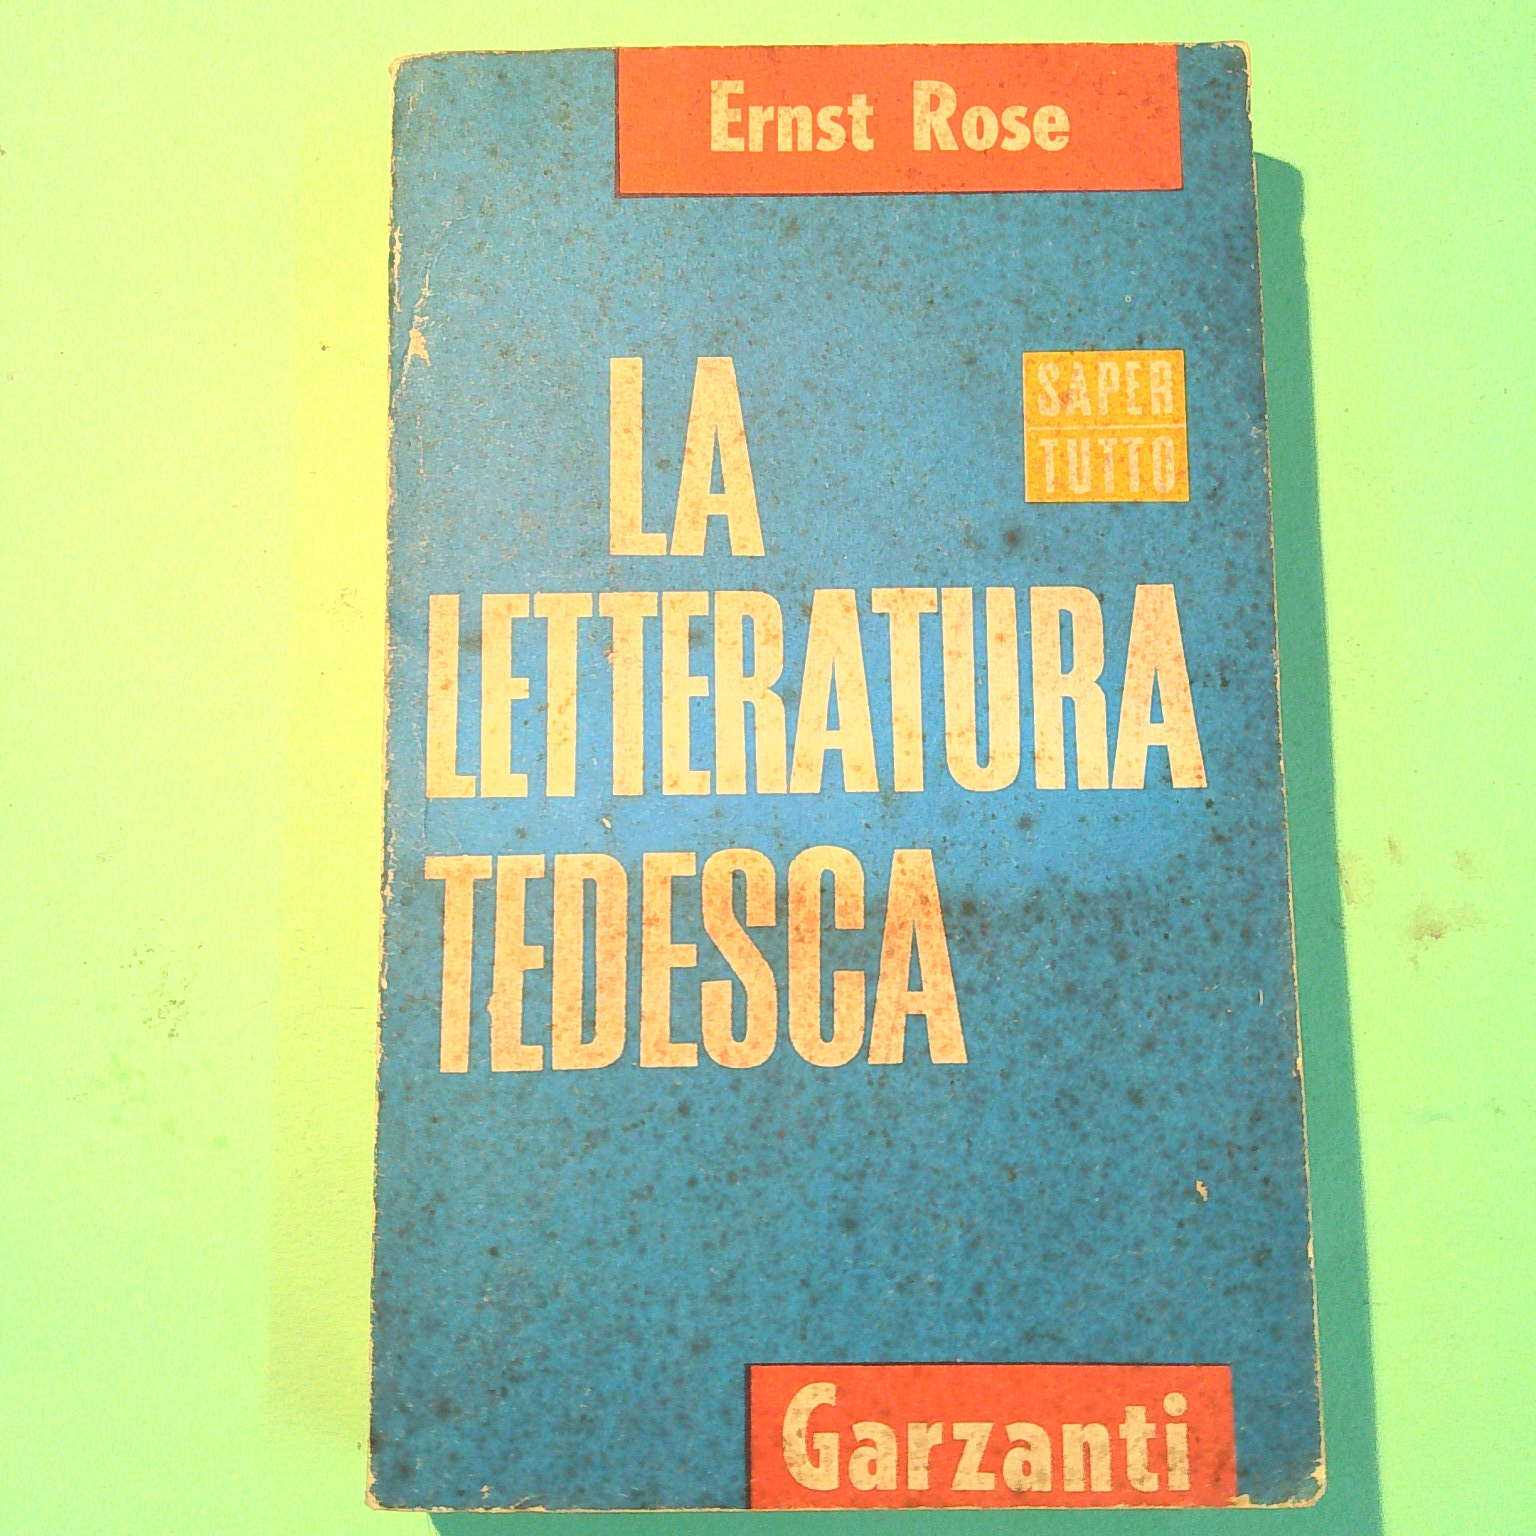 Ernst Rose
SAPER
TUTTO
LA
LETTERATURA
TEDESCA
Garzanti